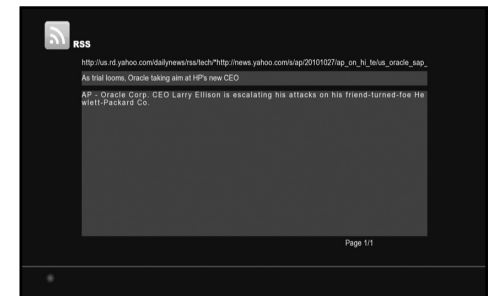 RSS
http://us.rd.yahoo.com/dailynews/rss/tech/*http://news.yahoo.com/s/ap/20101027/ap_on_hi_te/us_oracle_sap_
As trial looms, Oracle taking aim at HP's new CEO
AP - Oracle Corp. CEO Larry Ellison is escalating his attacks on his friend-turned-foe He
wlett-Packard Co.
Page 1/1